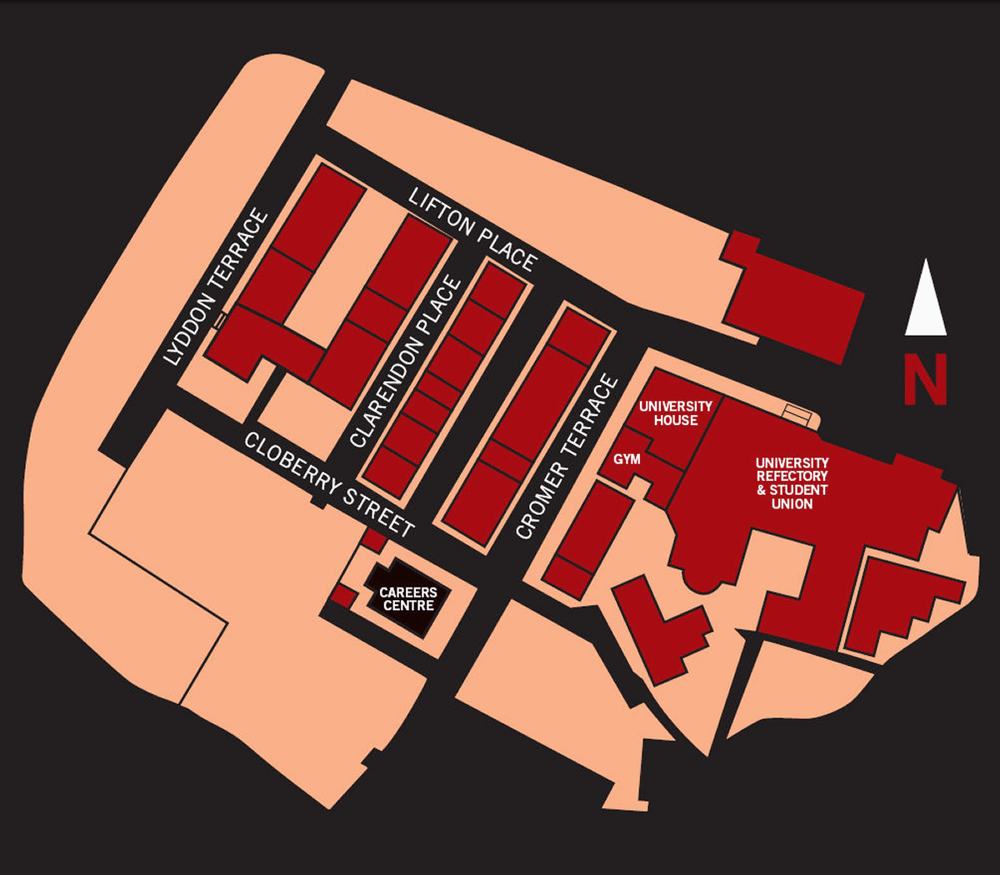 LIFTON PLACE
LYDDON TERRACE
CLARENDON PLACE
CROMER TERRACE
CLOBERRY STREET
N
UNIVERSITY
HOUSE
GYM
UNIVERSITY
REFECTORY
& STUDENT
UNION
CAREERS
CENTRE